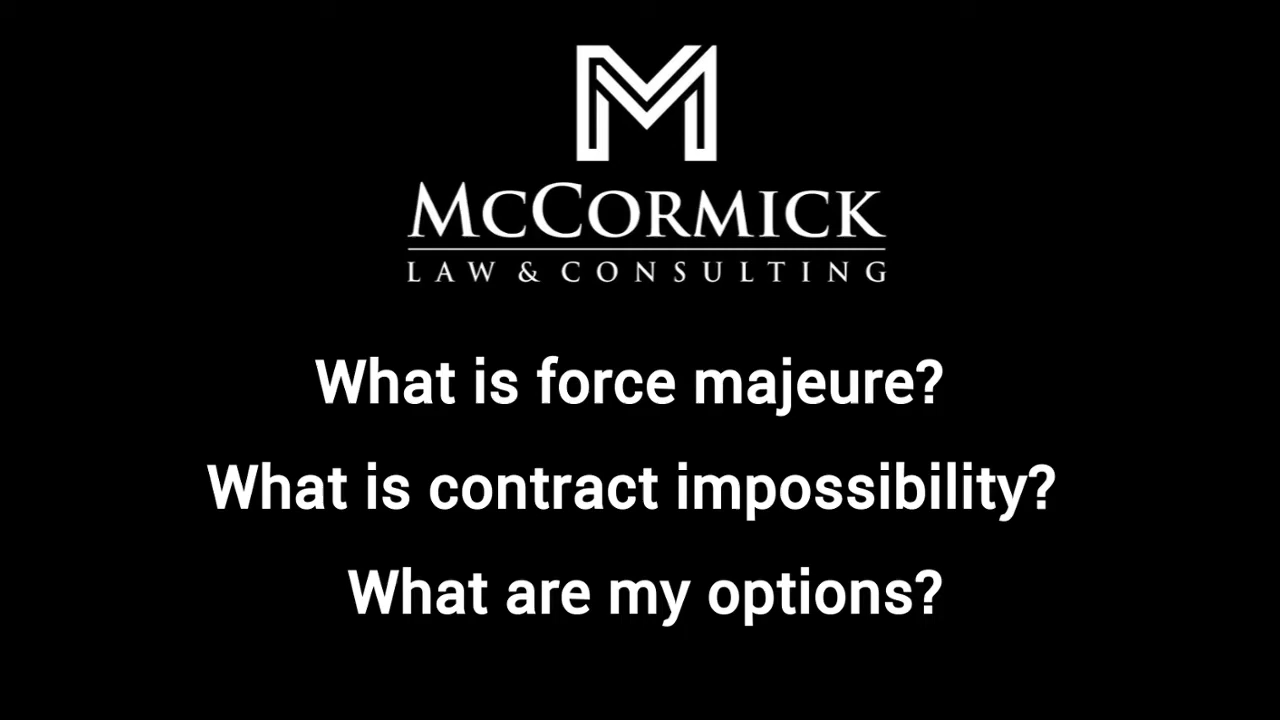 M
McCormick
LAW & CONSULTING
What is force majeure?
What is contract impossibility?
What are my options?